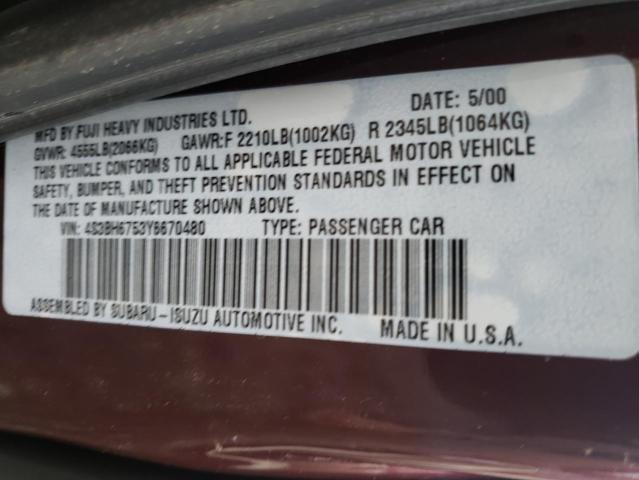 MFD BY FUJI HEAVY INDUSTRIES LTD. DATE: 5/00
GVWR: 4555LB(2066KG) GAWR:F 2210LB(1002KG) R 2345LB(1064KG)
THIS VEHICLE CONFORMS TO ALL APPLICABLE FEDERAL MOTOR VEHICLE
SAFETY, BUMPER, AND THEFT PREVENTION STANDARDS IN EFFECT ON
THE DATE OF MANUFACTURE SHOWN ABOVE.
VIN: 4S3BH6753Y6670480 TYPE: PASSENGER CAR
ASSEMBLED BY SUBARU-ISUZU AUTOMOTIVE INC. MADE IN U.S.A.